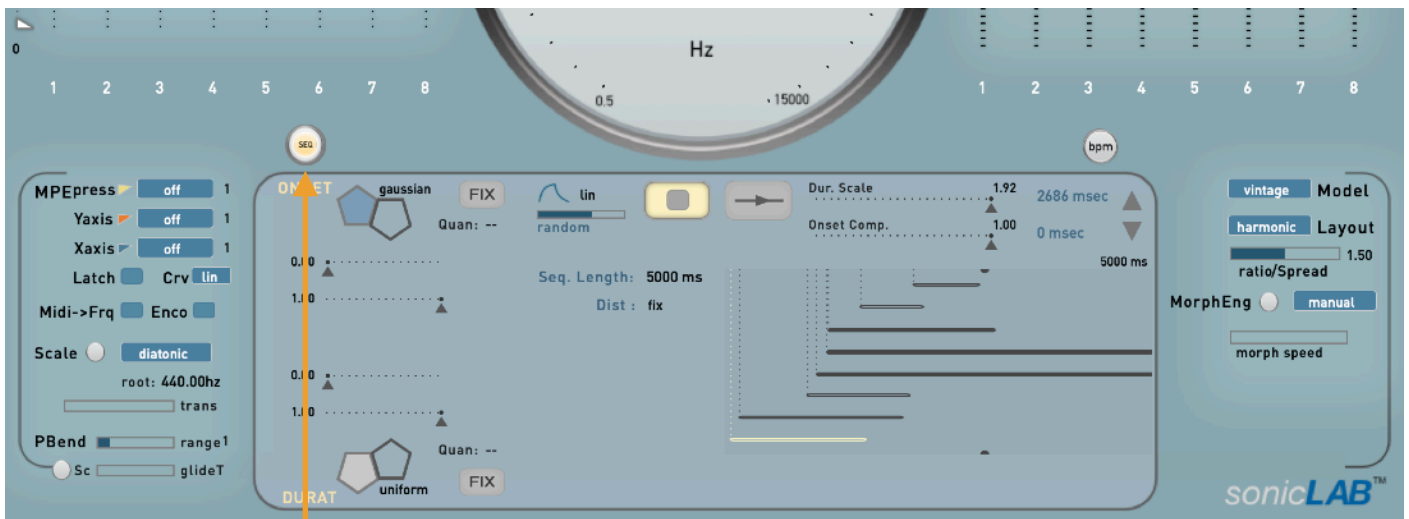 0
1 2 3 4 5 6 7 8
Hz
0.5 15000
1 2 3 4 5 6 7 8
SEQ
bpm
MPEpress off 1
Yaxis off 1
Xaxis off 1
Latch Crv lin
Midi->Frq Enco
Scale diatonic
root: 440.00hz
trans
PBend range1
Sc glideT
gaussian FIX
Quan: --
0.00
1.00
0.00
1.00
Quan: --
uniform FIX
DURAT
lin
random
Seq. Length: 5000 ms
Dist : fix
Dur. Scale 1.92 2686 msec
Onset Comp. 1.00 0 msec
5000 ms
vintage Model
harmonic Layout
1.50
ratio/Spread
MorphEng manual
morph speed
sonicLAB™